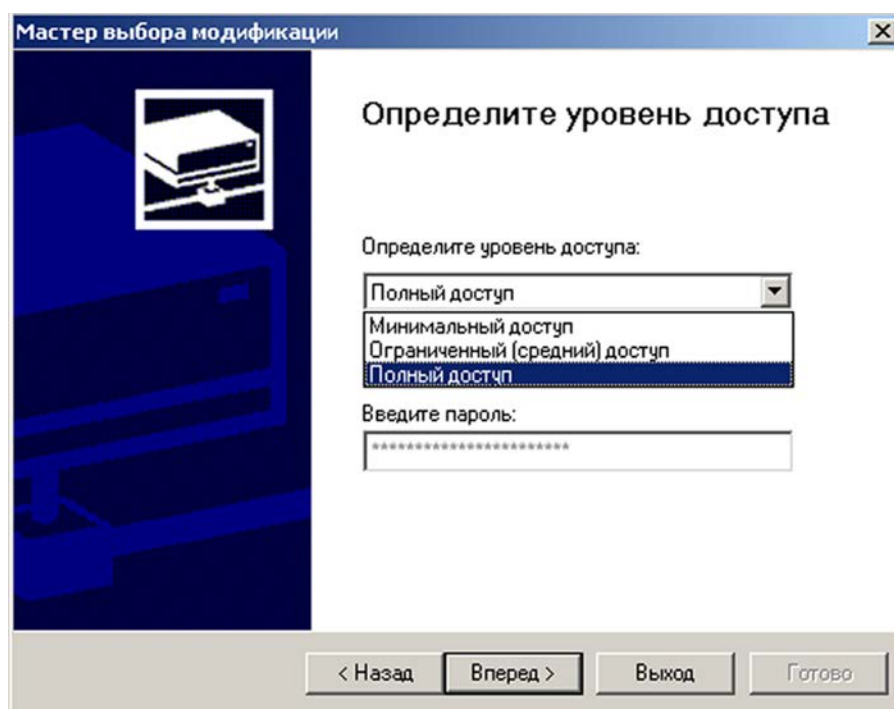 Мастер выбора модификации
Определите уровень доступа
Определите уровень доступа:
Полный доступ
Минимальный доступ
Ограниченный (средний) доступ
Полный доступ
Введите пароль:
***********************
< Назад Вперед > Выход Готово